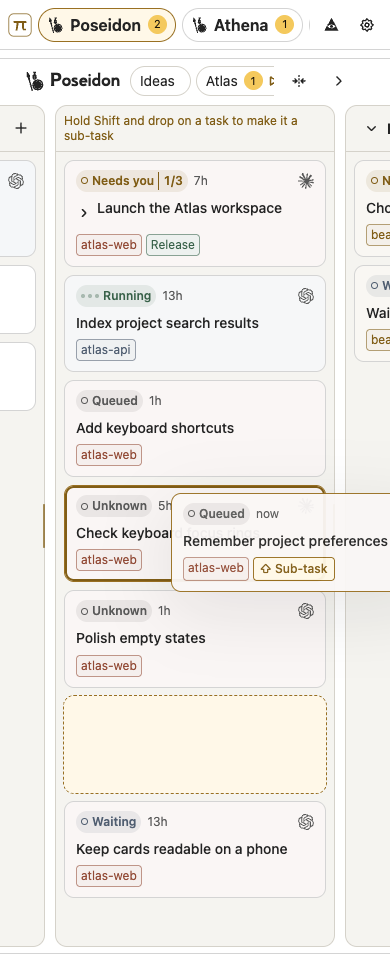 π Poseidon 2 Athena 1
Poseidon Ideas Atlas 1
Hold Shift and drop on a task to make it a
sub-task
Needs you 1/3 7h
Launch the Atlas workspace
atlas-web Release
Running 13h
Index project search results
atlas-api
Queued 1h
Add keyboard shortcuts
atlas-web
Unknown 5h
Check keyboar
atlas-web
Queued now
Remember project preferences
atlas-web Sub-task
Unknown 1h
Polish empty states
atlas-web
Waiting 13h
Keep cards readable on a phone
atlas-web
N
Cho
bea
W
Wai
bea